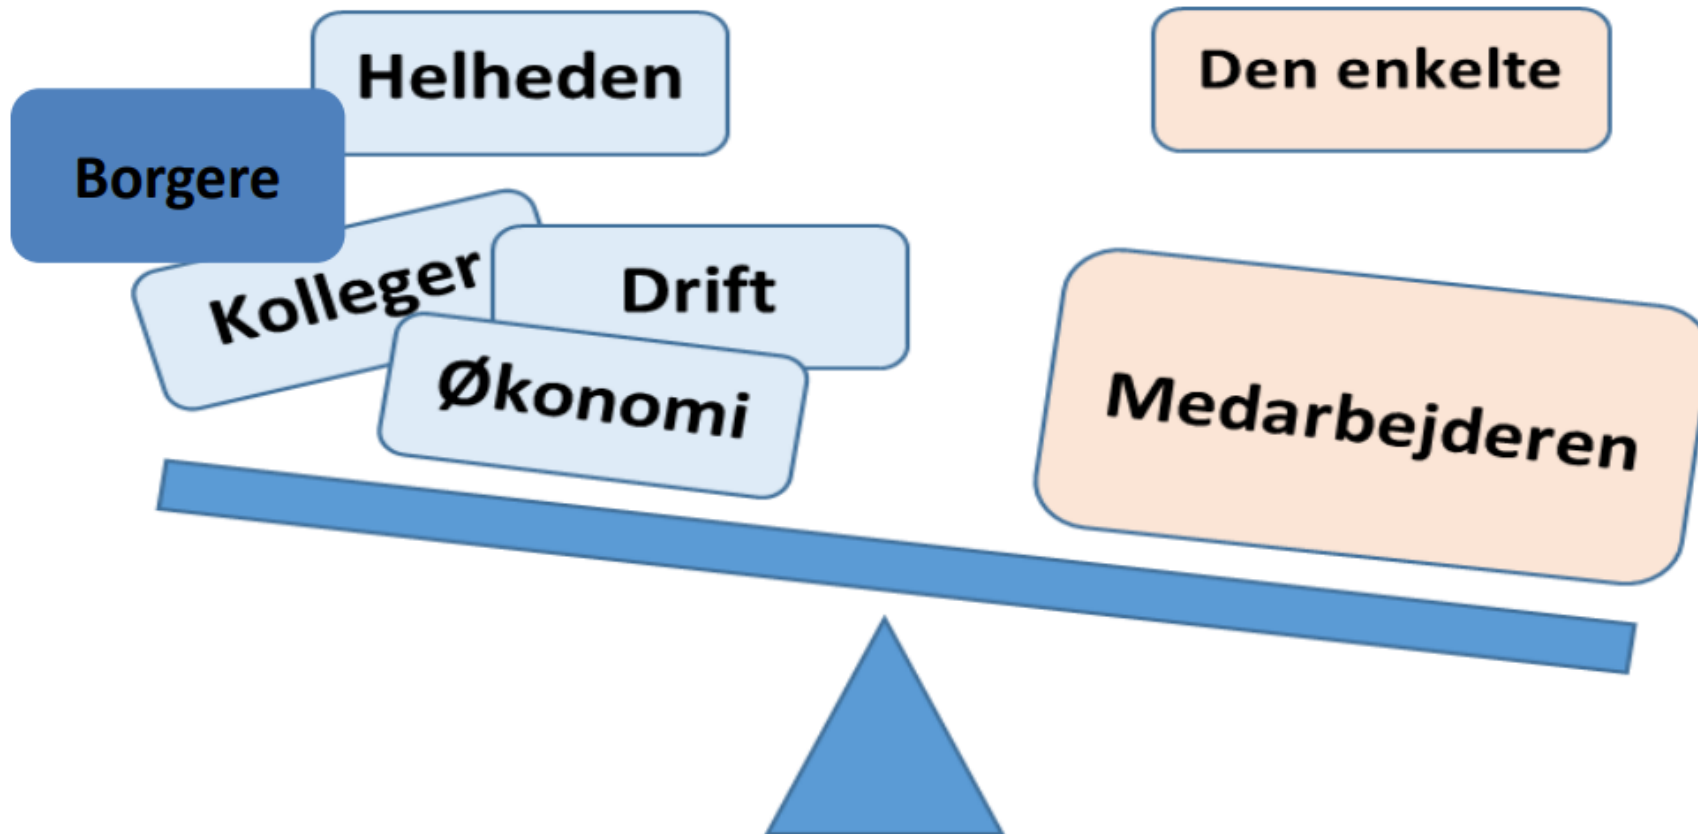 Helheden
Den enkelte
Borgere
Kolleger
Drift
Økonomi
Medarbejderen